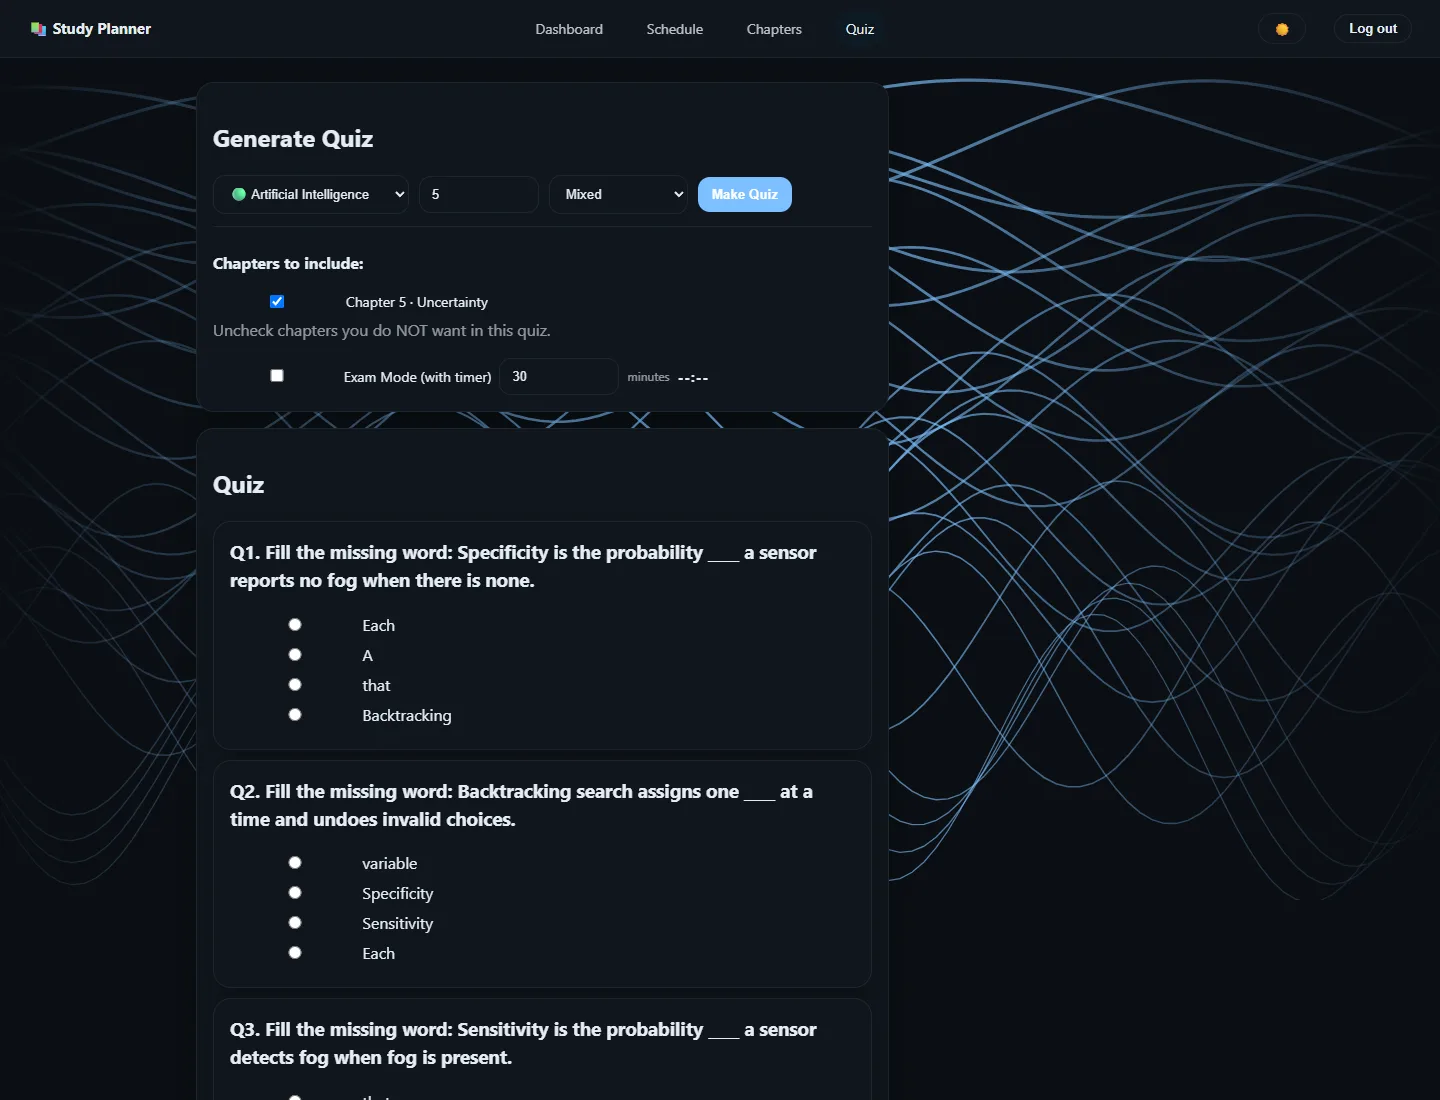 Study Planner
Dashboard Schedule Chapters Quiz
Log out
Generate Quiz
Artificial Intelligence 5 Mixed Make Quiz
Chapters to include:
Chapter 5 · Uncertainty
Uncheck chapters you do NOT want in this quiz.
Exam Mode (with timer) 30 minutes --:--
Quiz
Q1. Fill the missing word: Specificity is the probability ____ a sensor
reports no fog when there is none.
Each
A
that
Backtracking
Q2. Fill the missing word: Backtracking search assigns one ____ at a
time and undoes invalid choices.
variable
Specificity
Sensitivity
Each
Q3. Fill the missing word: Sensitivity is the probability ____ a sensor
detects fog when fog is present.